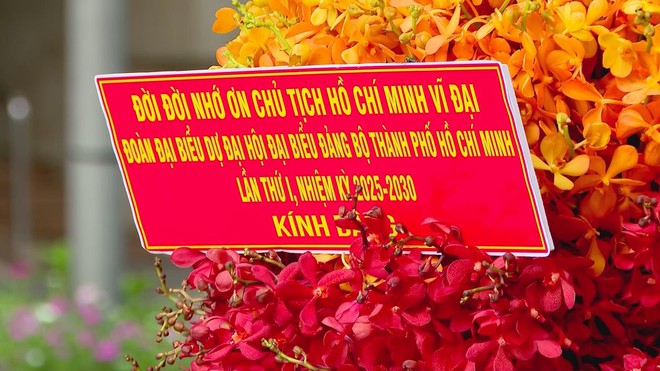 ĐỜI ĐỜI NHỚ ƠN CHỦ TỊCH HỒ CHÍ MINH VĨ ĐẠI
ĐOÀN ĐẠI BIỂU DỰ ĐẠI HỘI ĐẠI BIỂU ĐẢNG BỘ THÀNH PHỐ HỒ CHÍ MINH
LẦN THỨ I, NHIỆM KỲ 2025-2030
KÍNH